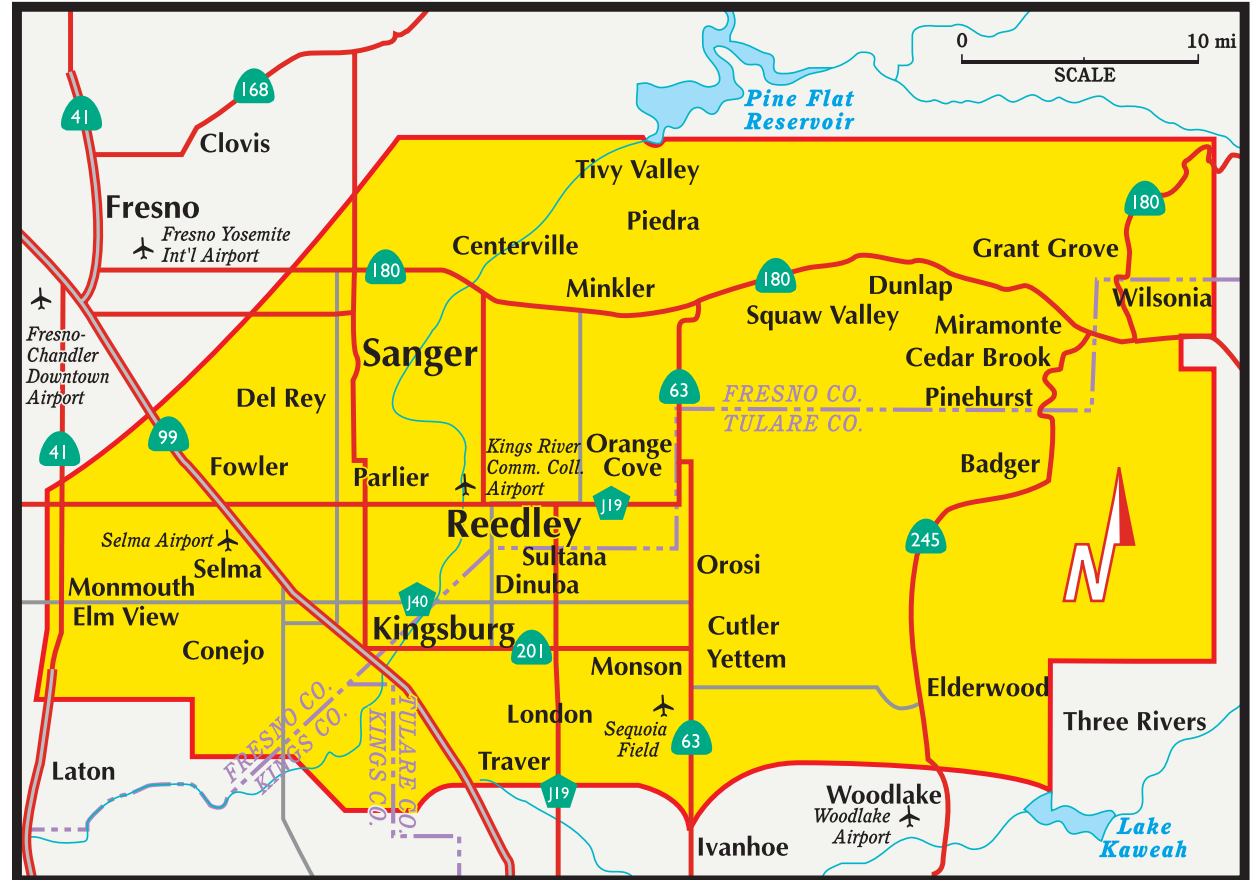 0
10 mi
SCALE
168
41
Pine Flat
Reservoir
Clovis
Tivy Valley
180
Fresno
Piedra
Fresno Yosemite
Int'l Airport
Centerville
Grant Grove
180
180
Minkler
Dunlap
Wilsonia
Squaw Valley
Miramonte
Fresno-
Chandler
Downtown
Airport
Sanger
Cedar Brook
63
Pinehurst
FRESNO CO.
TULARE CO.
Del Rey
99
41
Kings River
Comm. Coll.
Airport
Orange
Cove
Fowler
Parlier
Badger
J19
Reedley
Selma Airport
245
Sultana
Selma
Orosi
Dinuba
Monmouth
J40
Elm View
Kingsburg
Cutler
201
Conejo
Yettem
Monson
Elderwood
FRESNO CO.
KINGS CO.
TULARE CO.
KINGS CO.
London
Sequoia
Field
63
Three Rivers
Traver
Laton
J19
Woodlake
Woodlake
Airport
Lake
Kaweah
Ivanhoe
N